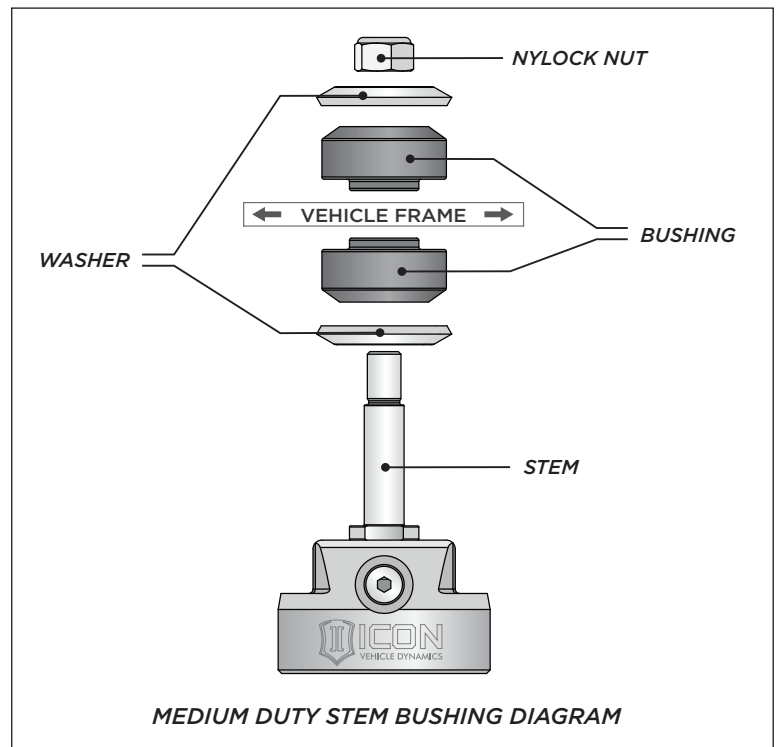 NYLOCK NUT
VEHICLE FRAME
WASHER
BUSHING
STEM
ICON
VEHICLE DYNAMICS
MEDIUM DUTY STEM BUSHING DIAGRAM